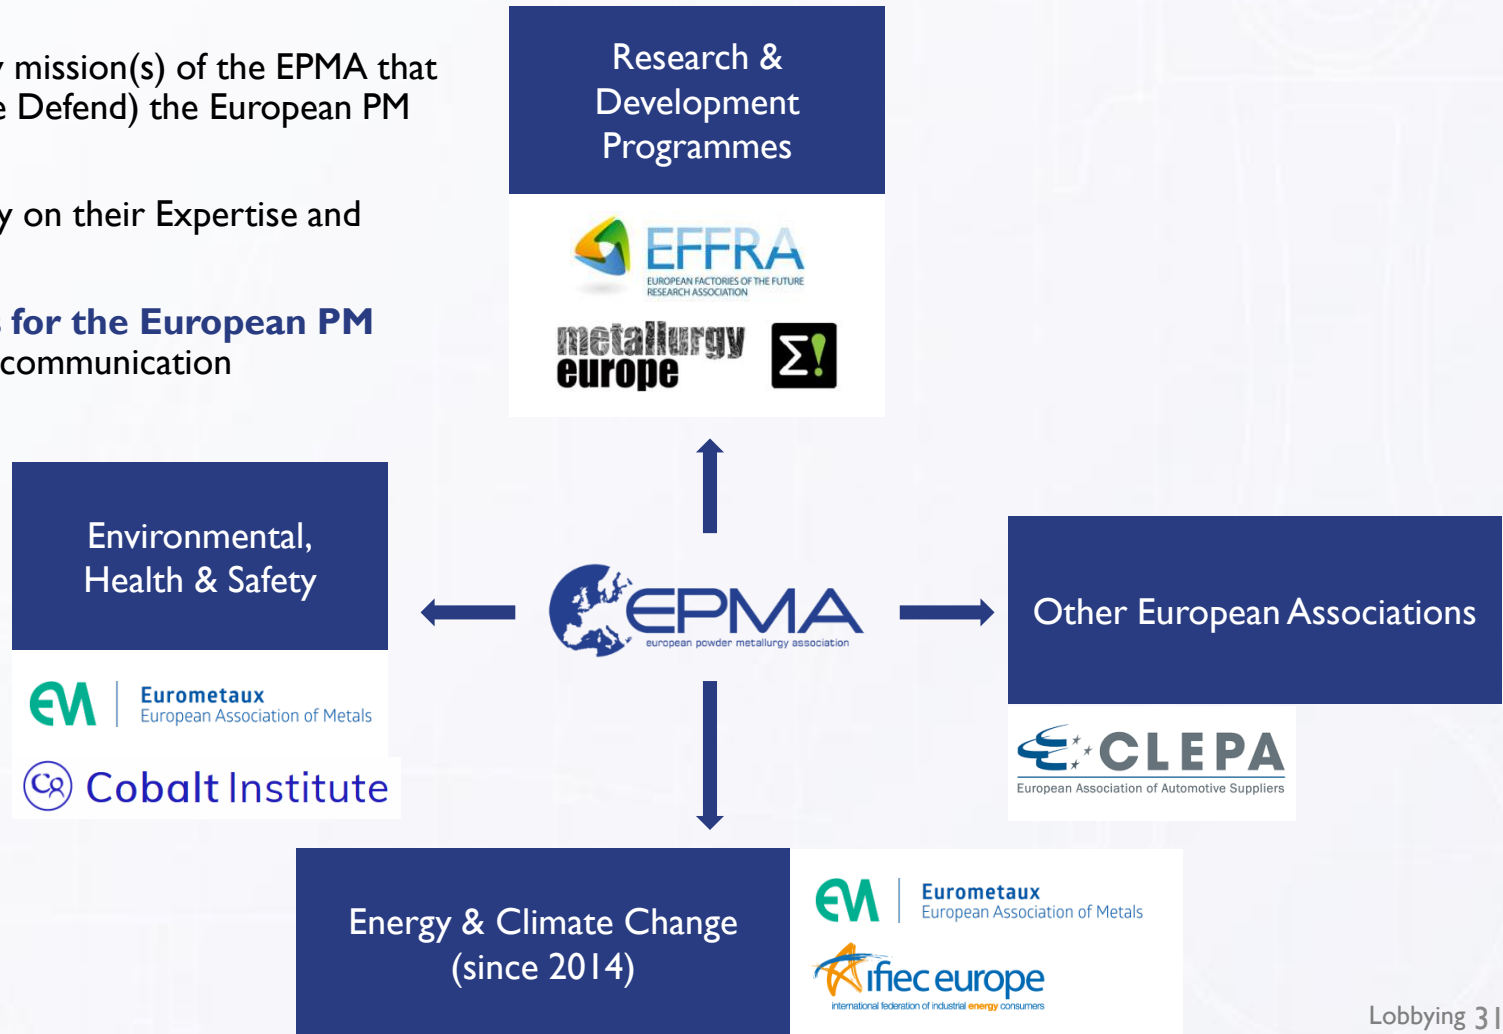 mission(s) of the EPMA that
Defend) the European PM
on their Expertise and
for the European PM
communication
Research &
Development
Programmes
EFFRA
EUROPEAN FACTORIES OF THE FUTURE
RESEARCH ASSOCIATION
metallurgy
europe
Σ!
Environmental,
Health & Safety
EM
Eurometaux
European Association of Metals
Cobalt Institute
EPMA
european powder metallurgy association
Other European Associations
CLEPA
European Association of Automotive Suppliers
Energy & Climate Change
(since 2014)
EM
Eurometaux
European Association of Metals
ifiec europe
international federation of industrial energy consumers
Lobbying 31